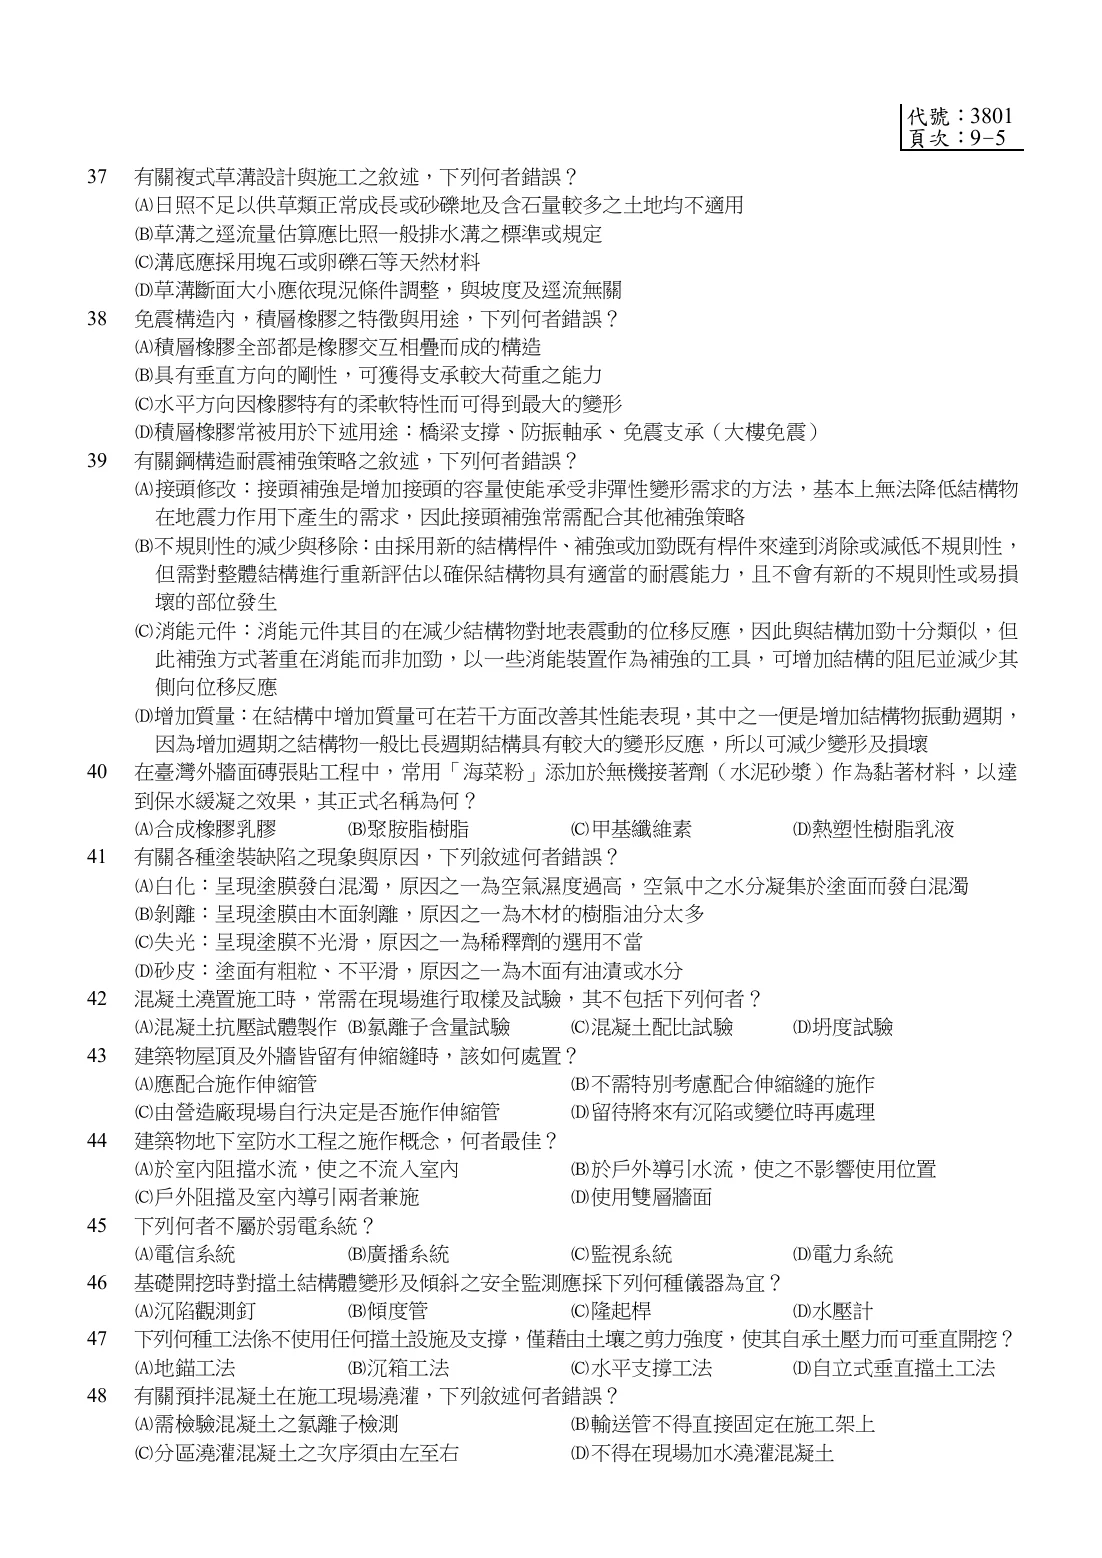 代號：3801
頁次：9－5
37 有關複式草溝設計與施工之敘述，下列何者錯誤？
(A)日照不足以供草類正常成長或砂礫地及含石量較多之土地均不適用
(B)草溝之逕流量估算應比照一般排水溝之標準或規定
(C)溝底應採用塊石或卵礫石等天然材料
(D)草溝斷面大小應依現況條件調整，與坡度及逕流無關
38 免震構造內，積層橡膠之特徵與用途，下列何者錯誤？
(A)積層橡膠全部都是橡膠交互相疊而成的構造
(B)具有垂直方向的剛性，可獲得支承較大荷重之能力
(C)水平方向因橡膠特有的柔軟特性而可得到最大的變形
(D)積層橡膠常被用於下述用途：橋梁支撐、防振軸承、免震支承（大樓免震）
39 有關鋼構造耐震補強策略之敘述，下列何者錯誤？
(A)接頭修改：接頭補強是增加接頭的容量使能承受非彈性變形需求的方法，基本上無法降低結構物
在地震力作用下產生的需求，因此接頭補強常需配合其他補強策略
(B)不規則性的減少與移除：由採用新的結構桿件、補強或加勁既有桿件來達到消除或減低不規則性，
但需對整體結構進行重新評估以確保結構物具有適當的耐震能力，且不會有新的不規則性或易損
壞的部位發生
(C)消能元件：消能元件其目的在減少結構物對地表震動的位移反應，因此與結構加勁十分類似，但
此補強方式著重在消能而非加勁，以一些消能裝置作為補強的工具，可增加結構的阻尼並減少其
側向位移反應
(D)增加質量：在結構中增加質量可在若干方面改善其性能表現，其中之一便是增加結構物振動週期，
因為增加週期之結構物一般比長週期結構具有較大的變形反應，所以可減少變形及損壞
40 在臺灣外牆面磚張貼工程中，常用「海菜粉」添加於無機接著劑（水泥砂漿）作為黏著材料，以達
到保水緩凝之效果，其正式名稱為何？
(A)合成橡膠乳膠 (B)聚胺脂樹脂 (C)甲基纖維素 (D)熱塑性樹脂乳液
41 有關各種塗裝缺陷之現象與原因，下列敘述何者錯誤？
(A)白化：呈現塗膜發白混濁，原因之一為空氣濕度過高，空氣中之水分凝集於塗面而發白混濁
(B)剝離：呈現塗膜由木面剝離，原因之一為木材的樹脂油分太多
(C)失光：呈現塗膜不光滑，原因之一為稀釋劑的選用不當
(D)砂皮：塗面有粗粒、不平滑，原因之一為木面有油漬或水分
42 混凝土澆置施工時，常需在現場進行取樣及試驗，其不包括下列何者？
(A)混凝土抗壓試體製作 (B)氯離子含量試驗 (C)混凝土配比試驗 (D)坍度試驗
43 建築物屋頂及外牆皆留有伸縮縫時，該如何處置？
(A)應配合施作伸縮管 (B)不需特別考慮配合伸縮縫的施作
(C)由營造廠現場自行決定是否施作伸縮管 (D)留待將來有沉陷或變位時再處理
44 建築物地下室防水工程之施作概念，何者最佳？
(A)於室內阻擋水流，使之不流入室內 (B)於戶外導引水流，使之不影響使用位置
(C)戶外阻擋及室內導引兩者兼施 (D)使用雙層牆面
45 下列何者不屬於弱電系統？
(A)電信系統 (B)廣播系統 (C)監視系統 (D)電力系統
46 基礎開挖時對擋土結構體變形及傾斜之安全監測應採下列何種儀器為宜？
(A)沉陷觀測釘 (B)傾度管 (C)隆起桿 (D)水壓計
47 下列何種工法係不使用任何擋土設施及支撐，僅藉由土壤之剪力強度，使其自承土壓力而可垂直開挖？
(A)地錨工法 (B)沉箱工法 (C)水平支撐工法 (D)自立式垂直擋土工法
48 有關預拌混凝土在施工現場澆灌，下列敘述何者錯誤？
(A)需檢驗混凝土之氯離子檢測 (B)輸送管不得直接固定在施工架上
(C)分區澆灌混凝土之次序須由左至右 (D)不得在現場加水澆灌混凝土